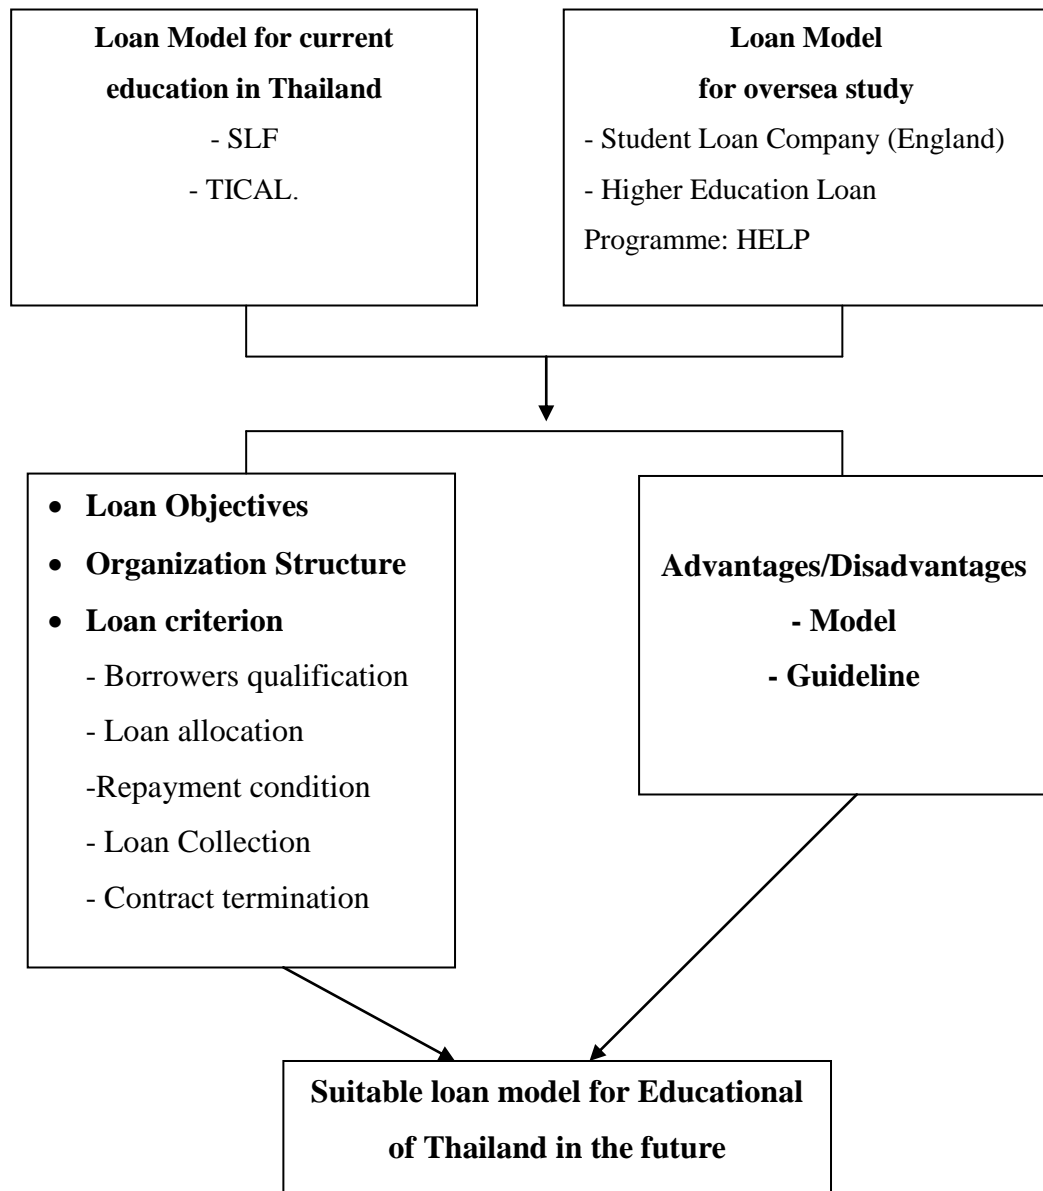 Loan Model for current
education in Thailand
- SLF
- TICAL.
Loan Model
for oversea study
- Student Loan Company (England)
- Higher Education Loan
Programme: HELP
• Loan Objectives
• Organization Structure
• Loan criterion
- Borrowers qualification
- Loan allocation
-Repayment condition
- Loan Collection
- Contract termination
Advantages/Disadvantages
- Model
- Guideline
Suitable loan model for Educational
of Thailand in the future